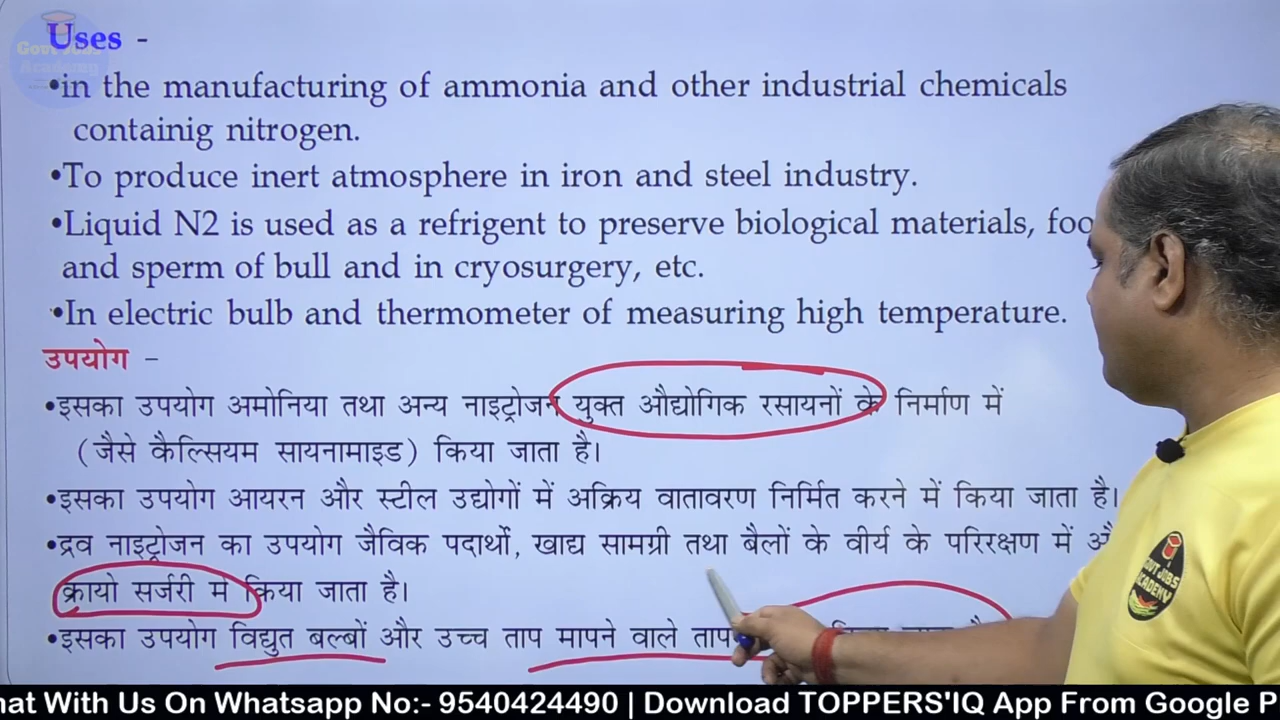 Uses -
•in the manufacturing of ammonia and other industrial chemicals
containig nitrogen.
•To produce inert atmosphere in iron and steel industry.
•Liquid N2 is used as a refrigent to preserve biological materials,
and sperm of bull and in cryosurgery, etc.
•In electric bulb and thermometer of measuring high temperature.
उपयोग –
•इसका उपयोग अमोनिया तथा अन्य नाइट्रोजन युक्त औद्योगिक रसायनों के निर्माण में
(जैसे कैल्सियम सायनामाइड) किया जाता है।
•इसका उपयोग आयरन और स्टील उद्योगों में अक्रिय वातावरण निर्मित करने में किया जाता है।
•द्रव नाइट्रोजन का उपयोग जैविक पदार्थों, खाद्य सामग्री तथा बैलों के वीर्य के परिरक्षण में
क्रायो सर्जरी में किया जाता है।
•इसका उपयोग विद्युत बल्बों और उच्च ताप मापने वाले
GOVT JOBS
ACADEMY
hat With Us On Whatsapp No:- 9540424490 | Download TOPPERS'IQ App From Google P